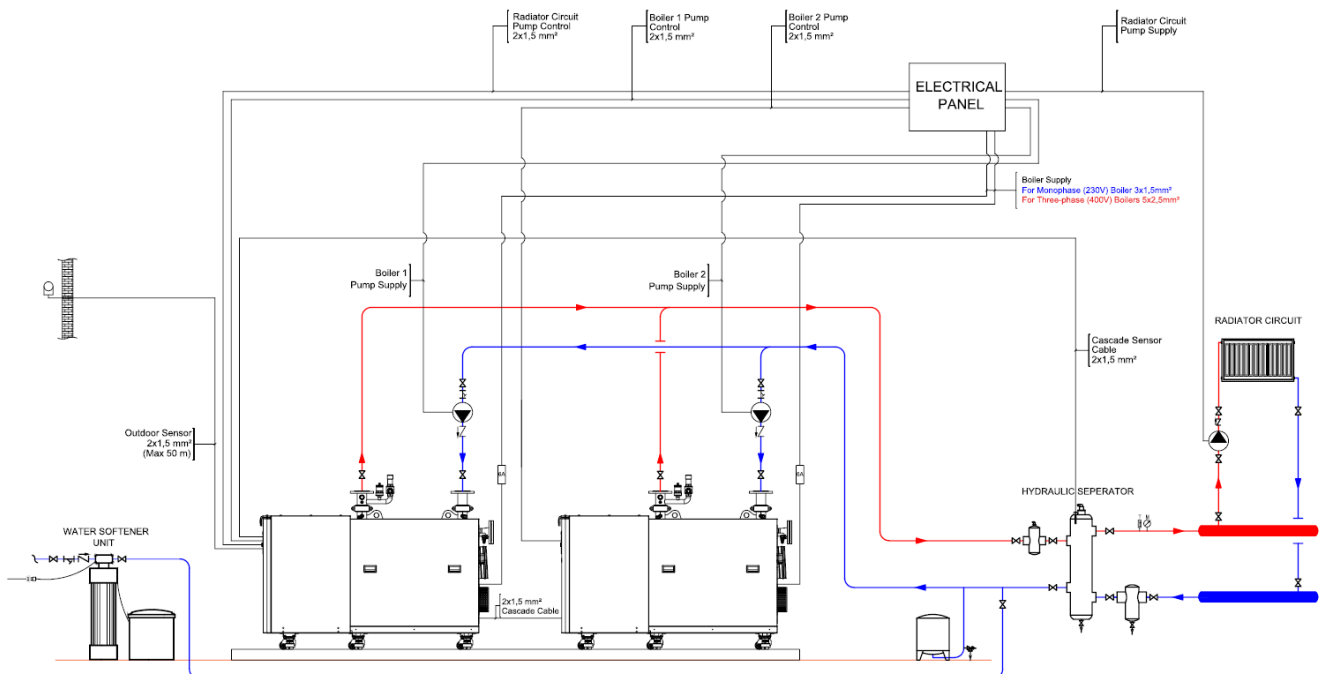 Radiator Circuit
Pump Control
2x1,5 mm²
Boiler 1 Pump
Control
2x1,5 mm²
Boiler 2 Pump
Control
2x1,5 mm²
Radiator Circuit
Pump Supply
ELECTRICAL
PANEL
Boiler Supply
For Monophase (230V) Boiler 3x1,5mm²
For Three-phase (400V) Boilers 5x2,5mm²
Boiler 1
Pump Supply
Boiler 2
Pump Supply
RADIATOR CIRCUIT
Cascade Sensor
Cable
2x1,5 mm²
Outdoor Sensor
2x1,5 mm²
(Max 50 m)
6A
6A
HYDRAULIC SEPERATOR
WATER SOFTENER
UNIT
2x1,5 mm²
Cascade Cable